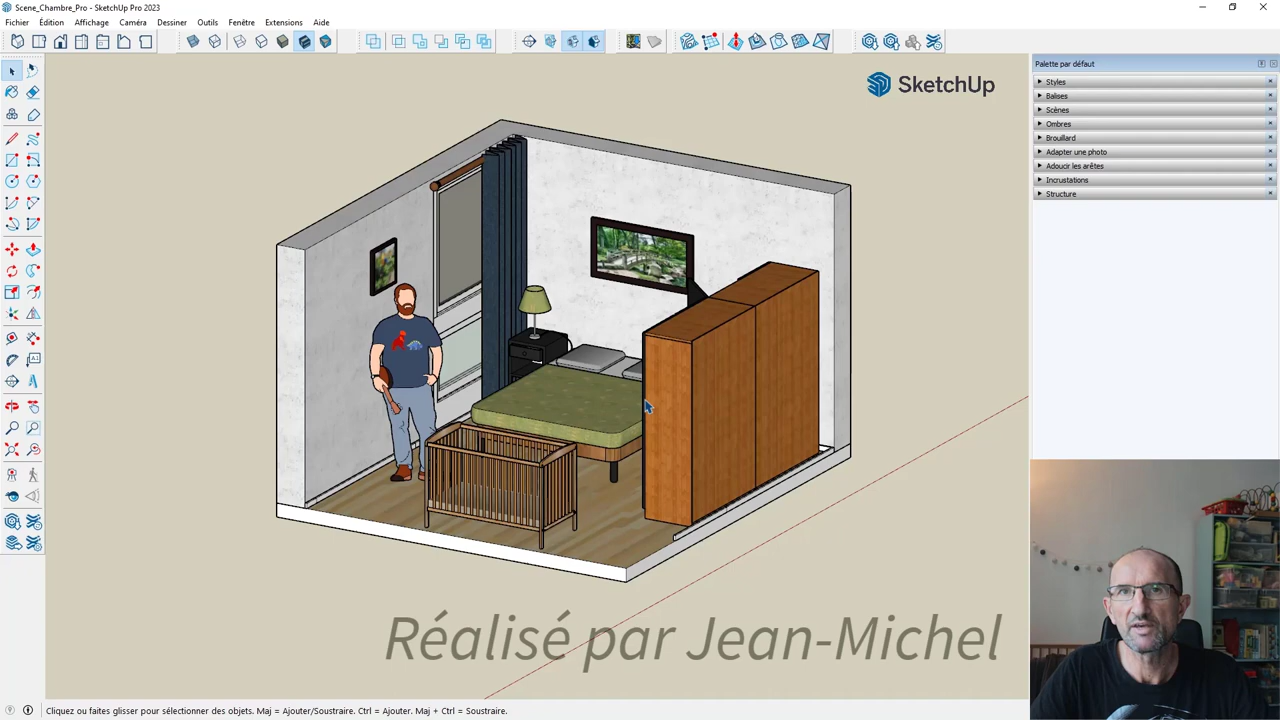 Scene_Chambre_Pro - SketchUp Pro 2023
Fichier Édition Affichage Caméra Dessiner Outils Fenêtre Extensions Aide
SketchUp
Palette par défaut
Styles
Balises
Scènes
Ombres
Brouillard
Adapter une photo
Adoucir les arêtes
Incrustations
Structure
Réalisé par Jean-Michel
Cliquez ou faites glisser pour sélectionner des objets. Maj = Ajouter/Soustraire. Ctrl = Ajouter. Maj + Ctrl = Soustraire.